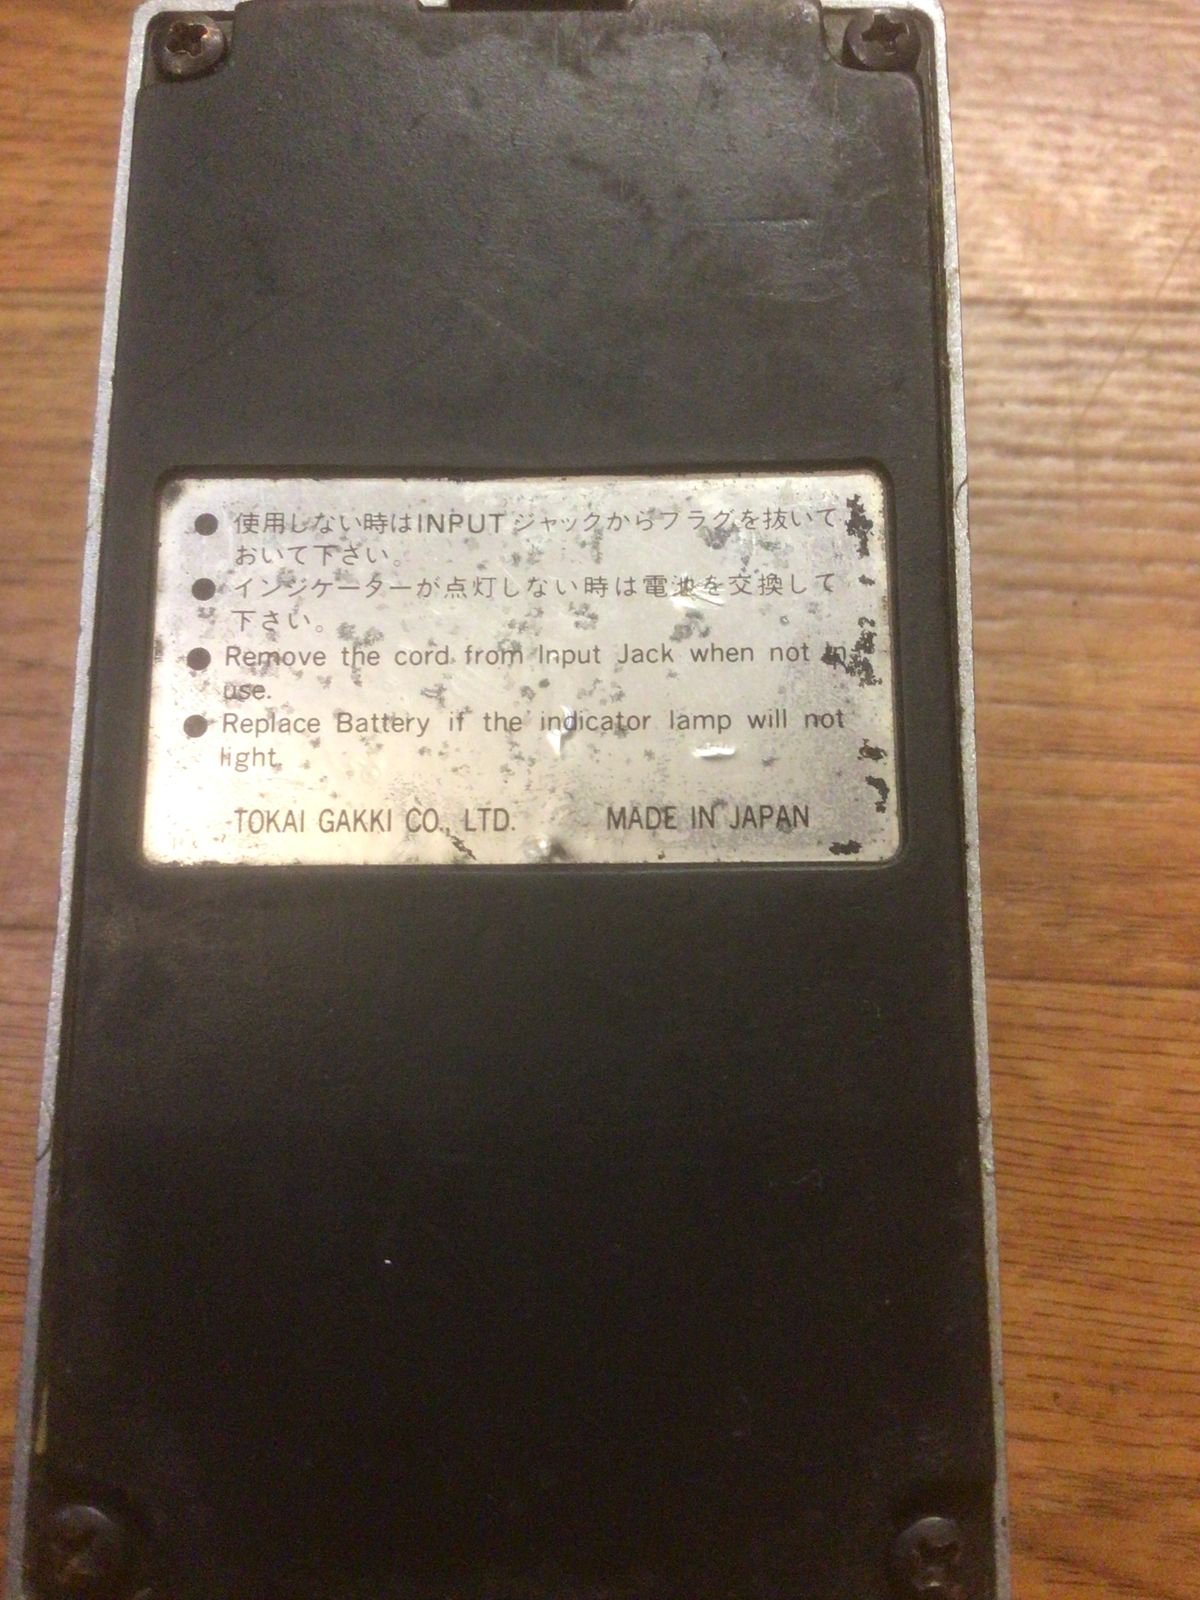 ● 使用しない時はINPUTジャックからプラグを抜いて
おいて下さい。
● インジケーターが点灯しない時は電池を交換して
下さい。
● Remove the cord from Input Jack when not in
use.
● Replace Battery if the indicator lamp will not
light.
TOKAI GAKKI CO., LTD. MADE IN JAPAN